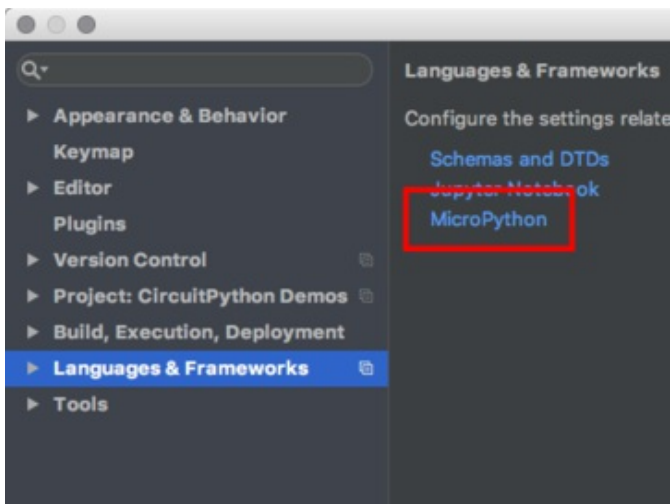 Appearance & Behavior
Keymap
Editor
Plugins
Version Control
Project: CircuitPython Demos
Build, Execution, Deployment
Languages & Frameworks
Tools
Languages & Frameworks
Configure the settings relate
Schemas and DTDs
Jupyter Notebook
MicroPython